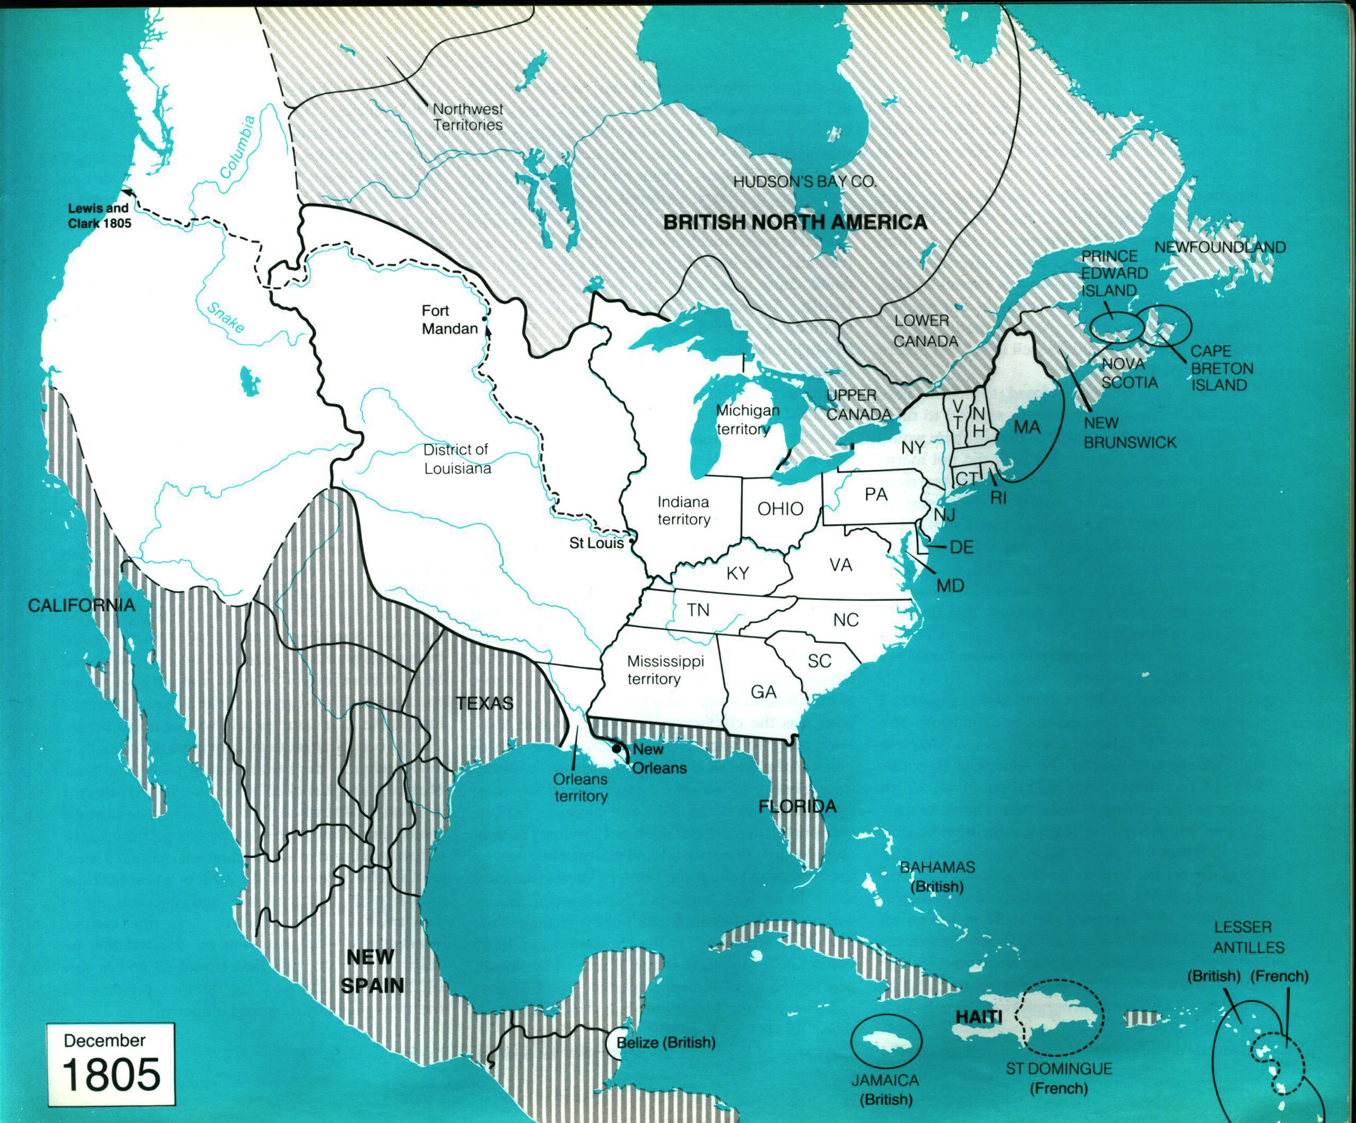 Northwest
Territories
Columbia
HUDSON'S BAY CO.
BRITISH NORTH AMERICA
Lewis and
Clark 1805
NEWFOUNDLAND
PRINCE
EDWARD
ISLAND
Snake
Fort
Mandan
LOWER
CANADA
NOVA
SCOTIA
CAPE
BRETON
ISLAND
UPPER
CANADA
NEW
BRUNSWICK
Michigan
territory
VT
NH
MA
NY
District of
Louisiana
CT
RI
PA
NJ
Indiana
territory
OHIO
St Louis
DE
MD
VA
KY
CALIFORNIA
TN
NC
Mississippi
territory
SC
GA
TEXAS
New
Orleans
Orleans
territory
FLORIDA
BAHAMAS
(British)
LESSER
ANTILLES
(British) (French)
NEW
SPAIN
HAITI
Belize (British)
ST DOMINGUE
(French)
JAMAICA
(British)
December
1805